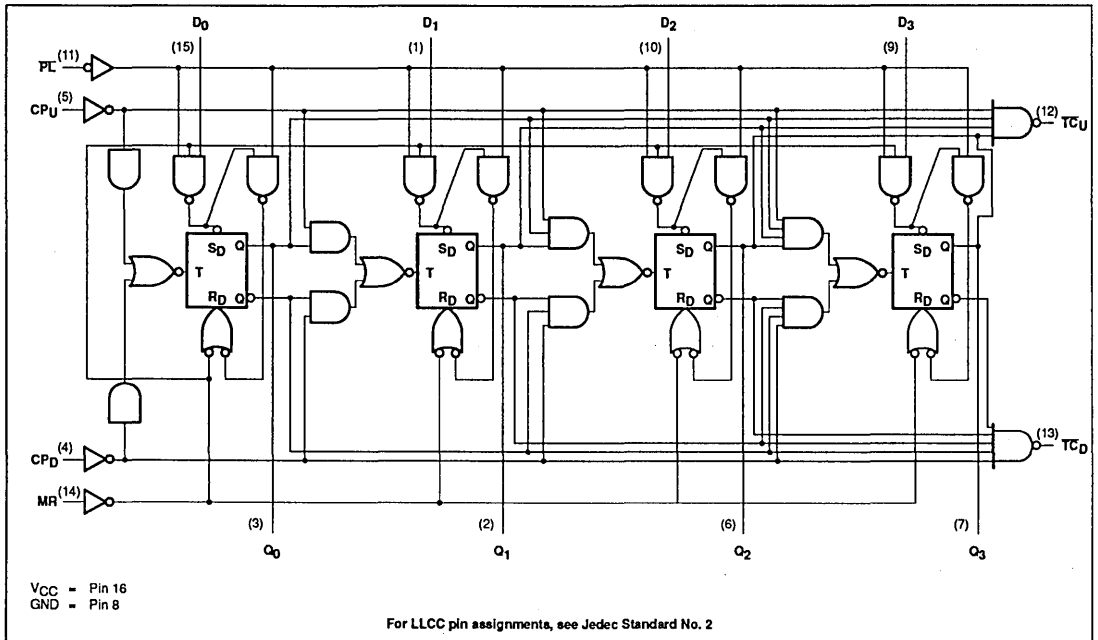 D0 D1 D2 D3
(15) (1) (10) (9)
PL (11)
CPU (5)
(12) TCU
SD Q SD Q SD Q SD Q
T T T T
RD Q RD Q RD Q RD Q
CPD (4)
(13) TCD
MR (14)
(3) (2) (6) (7)
Q0 Q1 Q2 Q3
VCC = Pin 16
GND = Pin 8
For LLCC pin assignments, see Jedec Standard No. 2